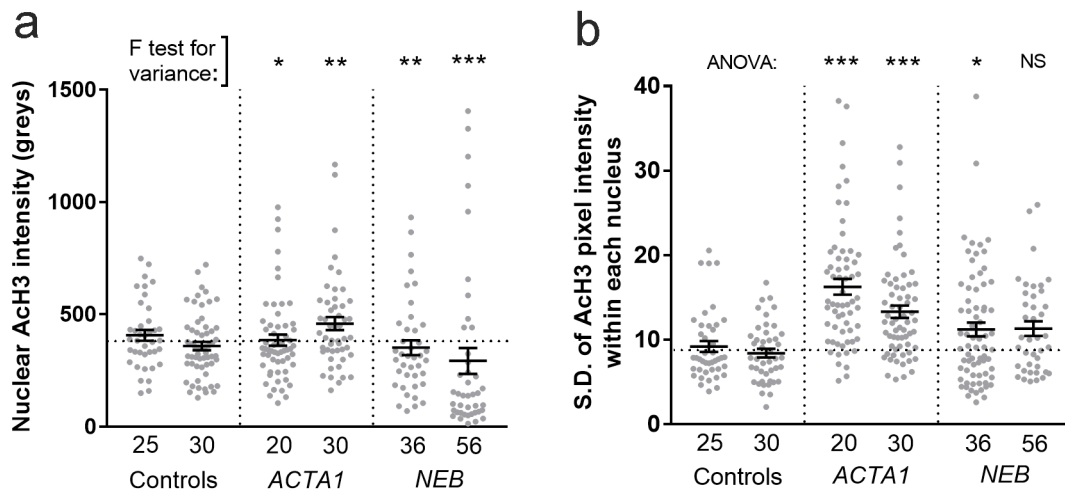 a
F test for
variance:
* ** ** ***
Nuclear AcH3 intensity (greys)
1500
1000
500
0
25 30 20 30 36 56
Controls ACTA1 NEB
b
ANOVA: *** *** * NS
S.D. of AcH3 pixel intensity
within each nucleus
40
30
20
10
0
25 30 20 30 36 56
Controls ACTA1 NEB